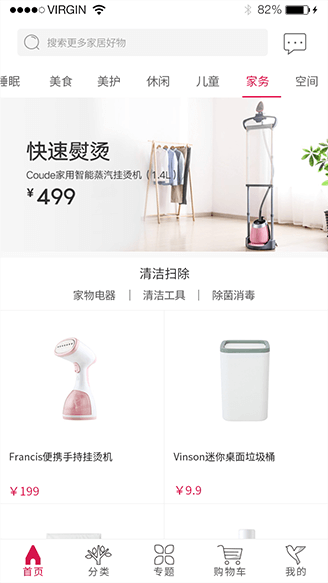 VIRGIN 82%
搜索更多家居好物
睡眠 美食 美护 休闲 儿童 家务 空间
快速熨烫
Coude家用智能蒸汽挂烫机（1.4L）
¥499
清洁扫除
家物电器 | 清洁工具 | 除菌消毒
Francis便携手持挂烫机 Vinson迷你桌面垃圾桶
¥199 ¥9.9
首页 分类 专题 购物车 我的